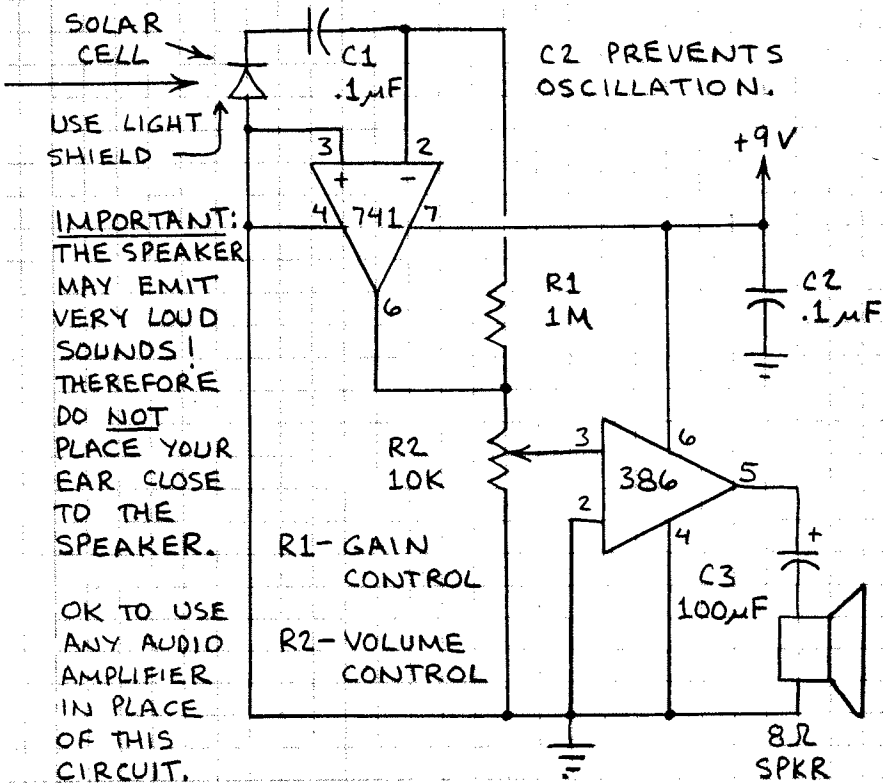 SOLAR
CELL
C1
.1µF
C2 PREVENTS
OSCILLATION.
USE LIGHT
SHIELD
3
2
+
-
4
741
7
6
+9V
C2
.1µF
IMPORTANT:
THE SPEAKER
MAY EMIT
VERY LOUD
SOUNDS!
THEREFORE
DO NOT
PLACE YOUR
EAR CLOSE
TO THE
SPEAKER.
R1
1M
R2
10K
3
2
386
6
5
4
+
C3
100µF
R1- GAIN
CONTROL
R2- VOLUME
CONTROL
OK TO USE
ANY AUDIO
AMPLIFIER
IN PLACE
OF THIS
CIRCUIT.
8Ω
SPKR